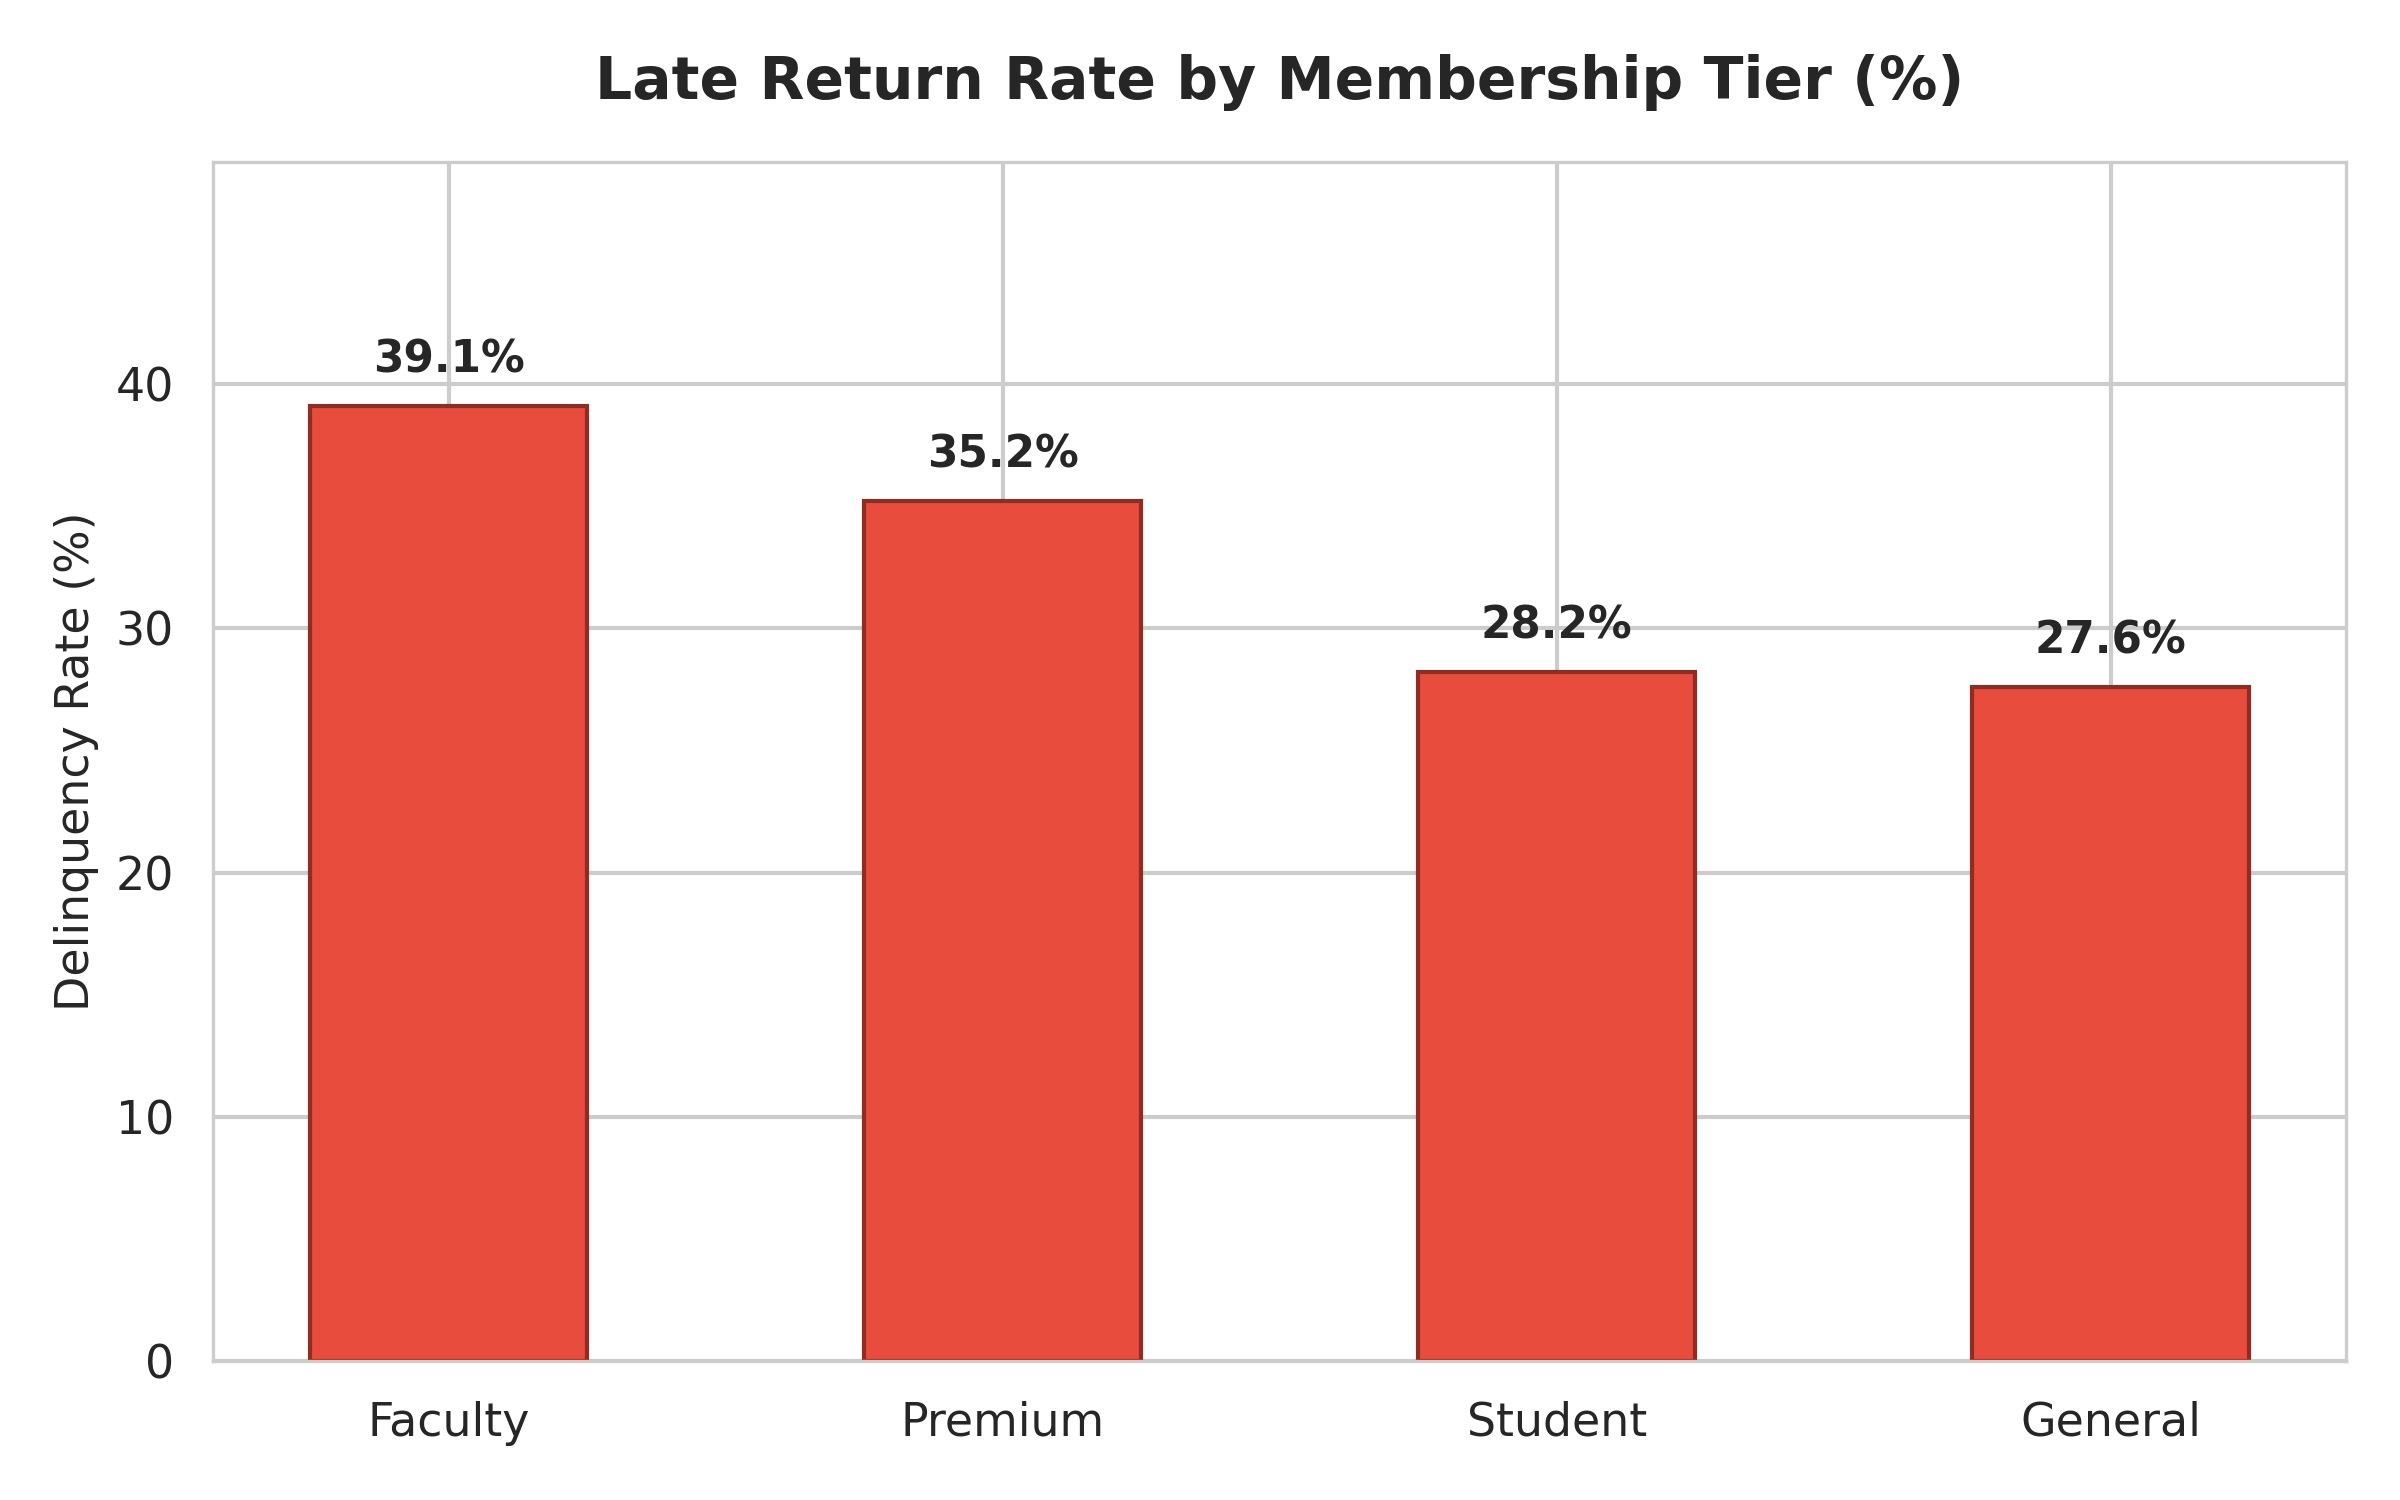 Late Return Rate by Membership Tier (%)
Delinquency Rate (%)
40
30
20
10
0
39.1%
35.2%
28.2%
27.6%
Faculty
Premium
Student
General